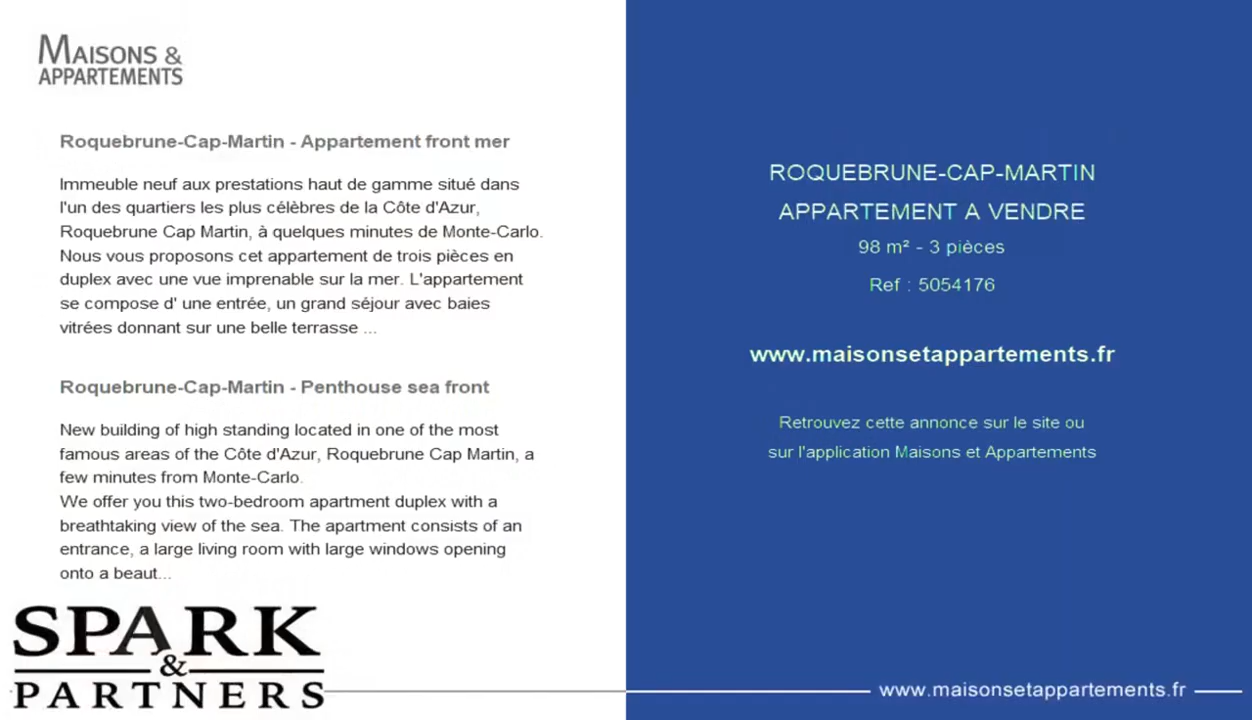 MAISONS &
APPARTEMENTS
Roquebrune-Cap-Martin - Appartement front mer
Immeuble neuf aux prestations haut de gamme situé dans
l'un des quartiers les plus célèbres de la Côte d'Azur,
Roquebrune Cap Martin, à quelques minutes de Monte-Carlo.
Nous vous proposons cet appartement de trois pièces en
duplex avec une vue imprenable sur la mer. L'appartement
se compose d' une entrée, un grand séjour avec baies
vitrées donnant sur une belle terrasse ...
Roquebrune-Cap-Martin - Penthouse sea front
New building of high standing located in one of the most
famous areas of the Côte d'Azur, Roquebrune Cap Martin, a
few minutes from Monte-Carlo.
We offer you this two-bedroom apartment duplex with a
breathtaking view of the sea. The apartment consists of an
entrance, a large living room with large windows opening
onto a beaut...
SPARK
&
PARTNERS
ROQUEBRUNE-CAP-MARTIN
APPARTEMENT A VENDRE
98 m² - 3 pièces
Ref : 5054176
www.maisonsetappartements.fr
Retrouvez cette annonce sur le site ou
sur l'application Maisons et Appartements
www.maisonsetappartements.fr